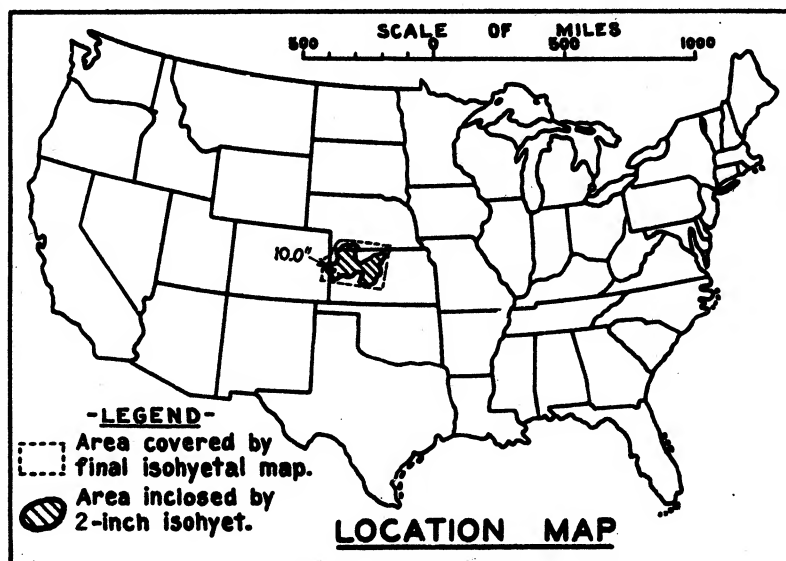 SCALE OF MILES
500 0 500 1000
10.0"
-LEGEND-
Area covered by
final isohyetal map.
Area inclosed by
2-inch isohyet.
LOCATION MAP